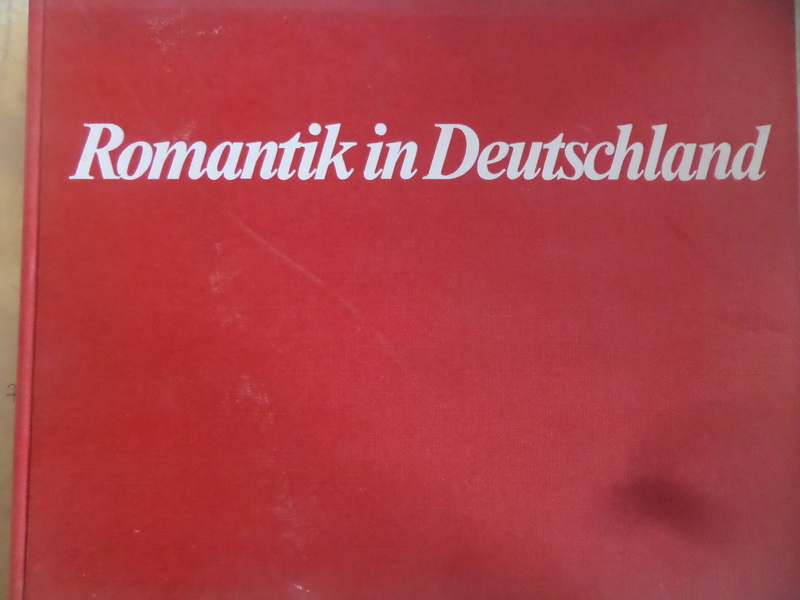 Romantik in Deutschland